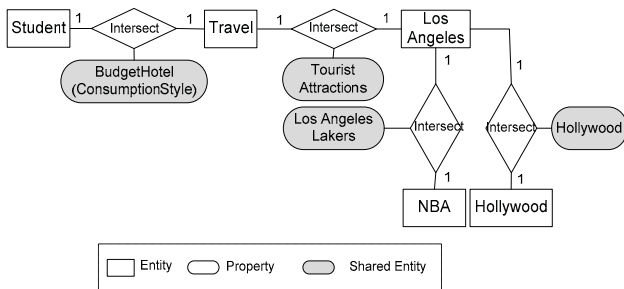 Student
1
Intersect
1
Travel
1
Intersect
1
Los
Angeles
BudgetHotel
(ConsumptionStyle)
Tourist
Attractions
1
1
Los Angeles
Lakers
Intersect
Intersect
Hollywood
1
1
NBA
Hollywood
Entity
Property
Shared Entity